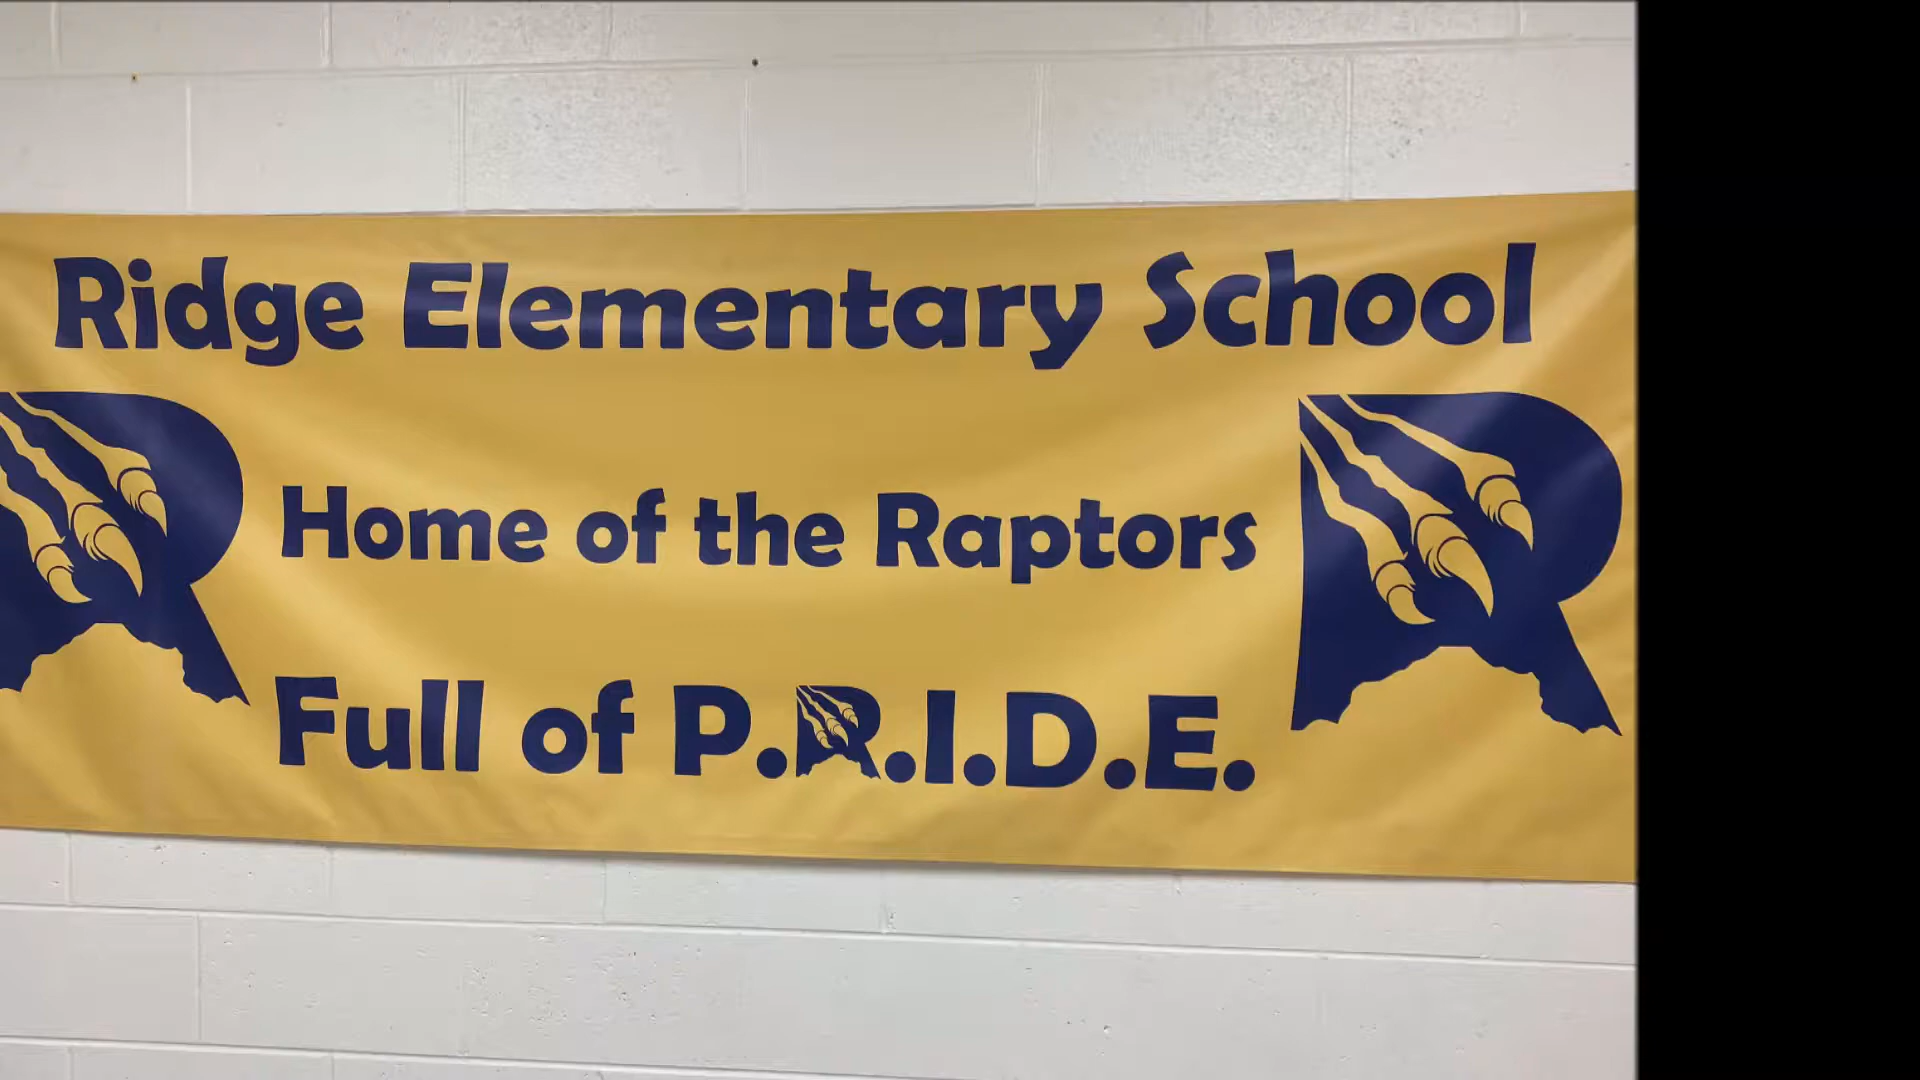 Ridge Elementary School
R
R
Home of the Raptors
Full of P.R.I.D.E.